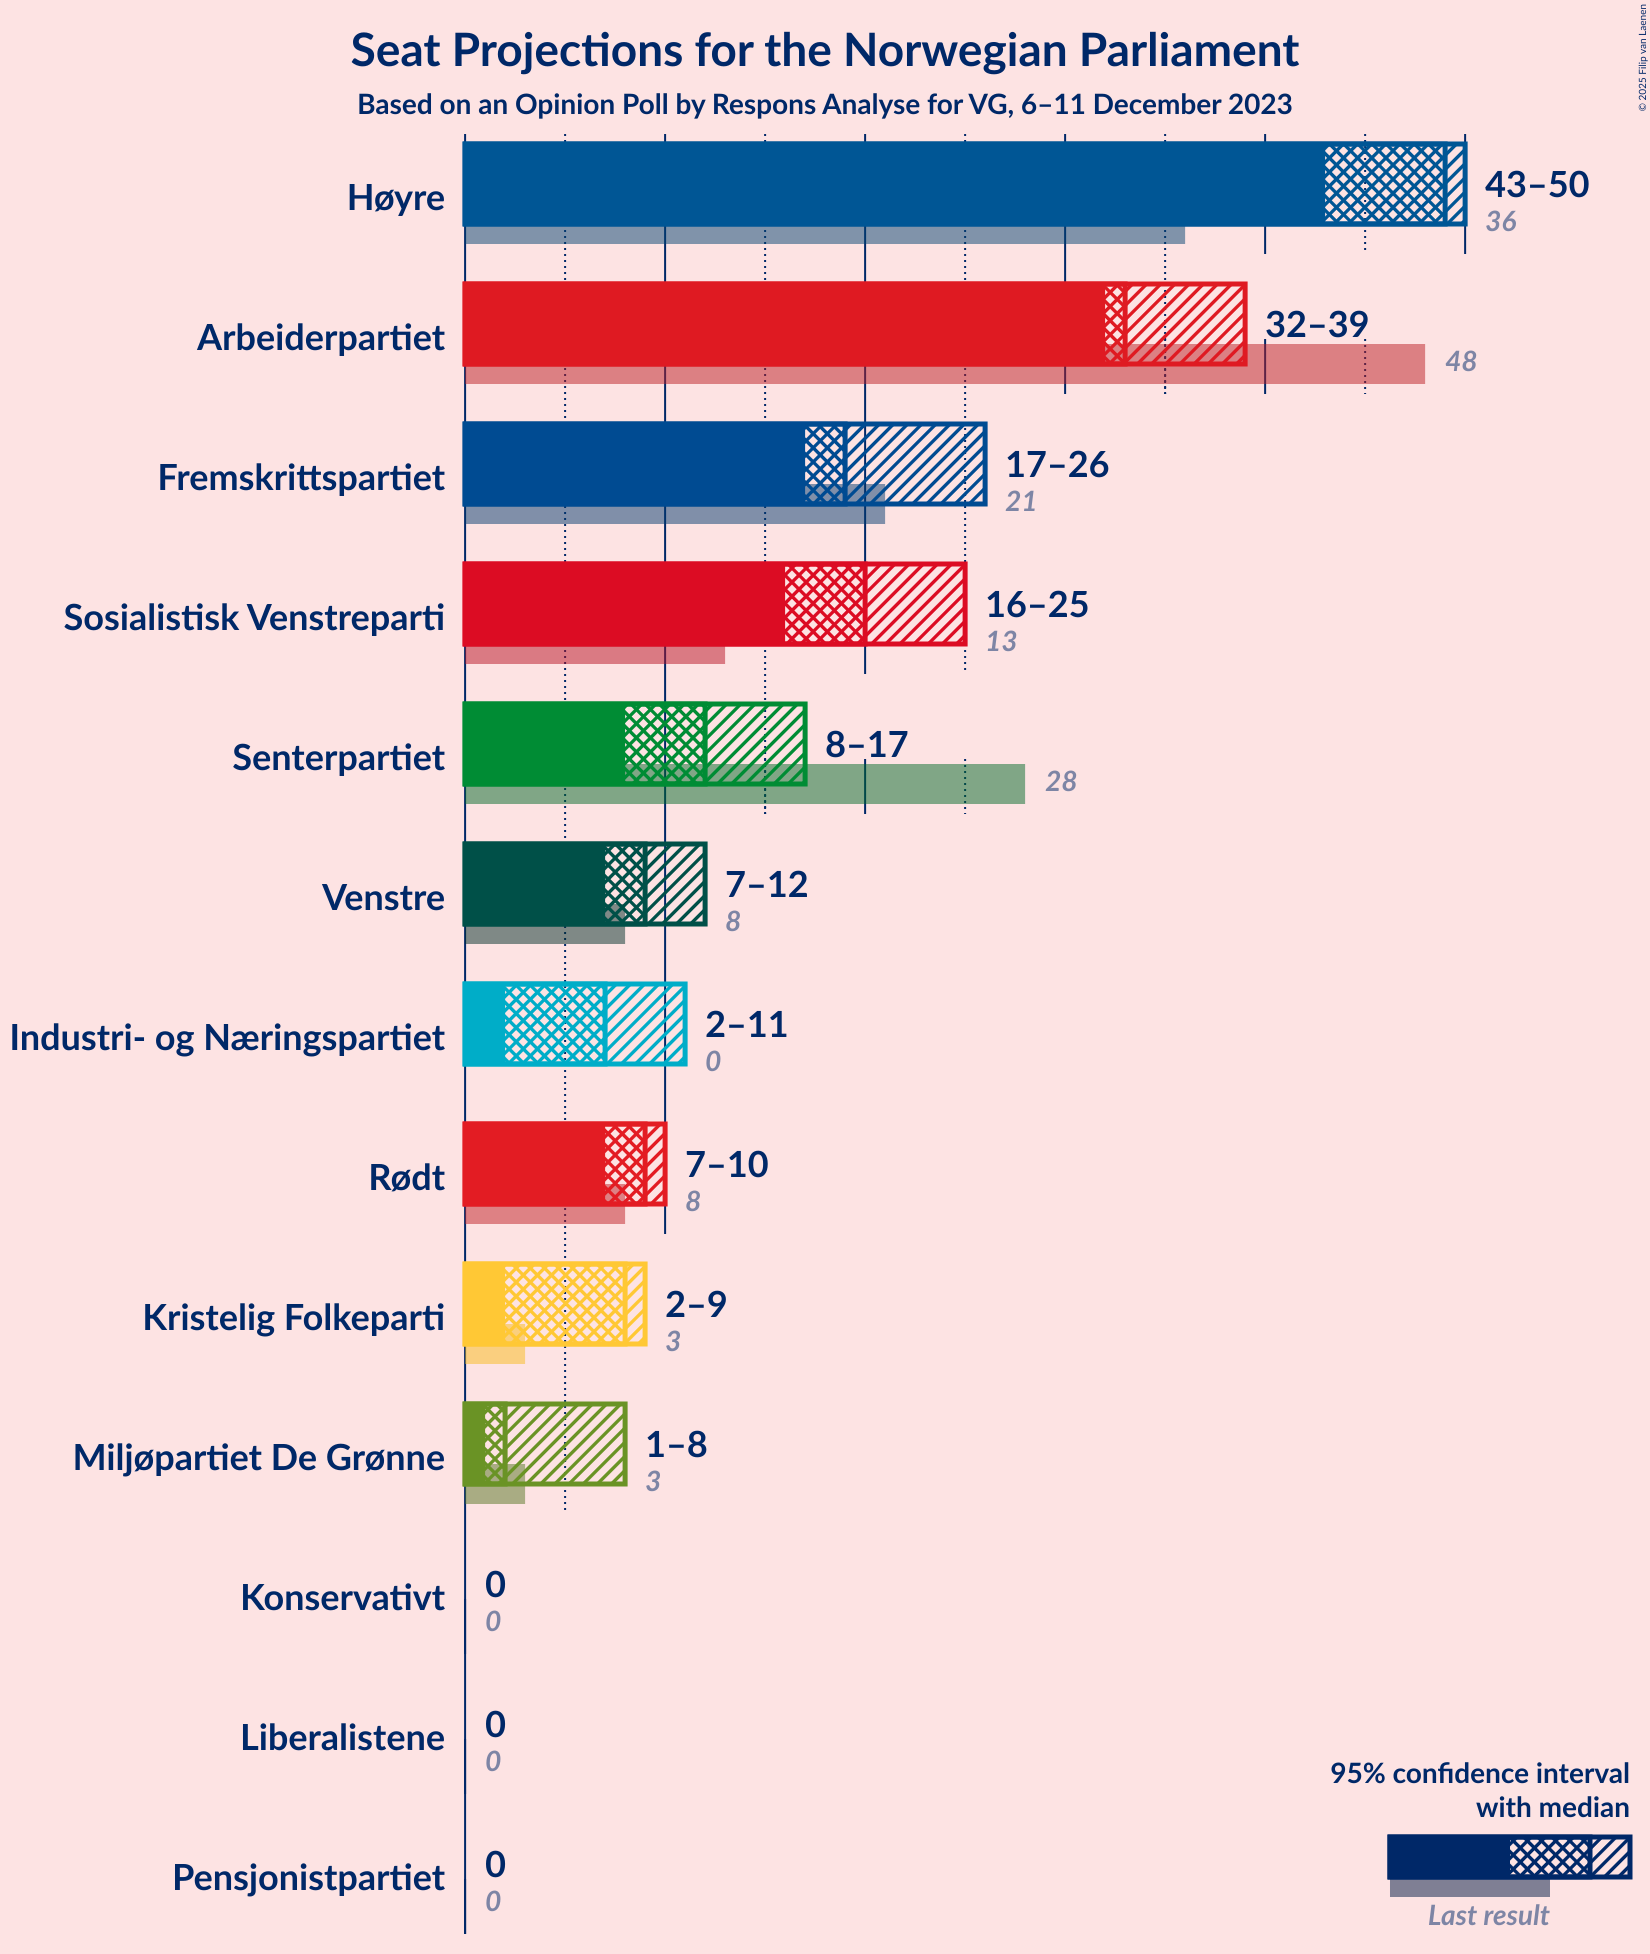 Seat Projections for the Norwegian Parliament
Based on an Opinion Poll by Respons Analyse for VG, 6–11 December 2023
© 2025 Filip van Laenen
Høyre
43–50
36
Arbeiderpartiet
32–39
48
Fremskrittspartiet
17–26
21
Sosialistisk Venstreparti
16–25
13
Senterpartiet
8–17
28
Venstre
7–12
8
Industri- og Næringspartiet
2–11
0
Rødt
7–10
8
Kristelig Folkeparti
2–9
3
Miljøpartiet De Grønne
1–8
3
Konservativt
0
0
Liberalistene
0
0
Pensjonistpartiet
0
0
95% confidence interval
with median
Last result